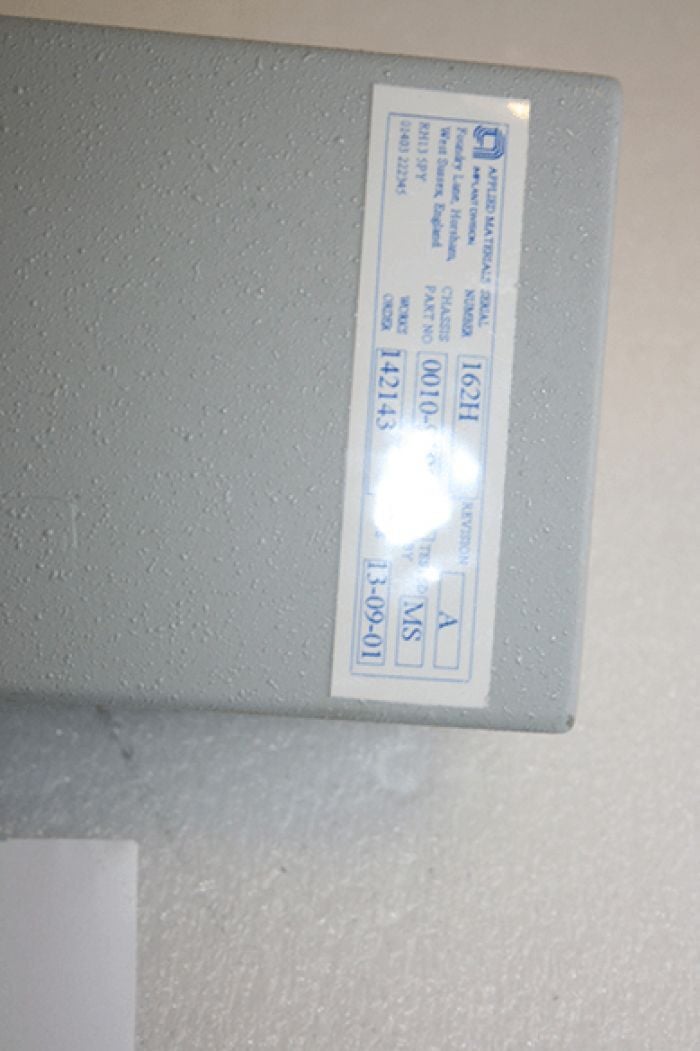 APPLIED MATERIALS
IMPLANT DIVISION
Foundry Lane, Horsham,
West Sussex, England
RH13 5PY
01403 222345
SERIAL
NUMBER
162H
CHASSIS
PART NO
0010-
WORKS
ORDER
142143
REVISION
A
BY
MS
13-09-01